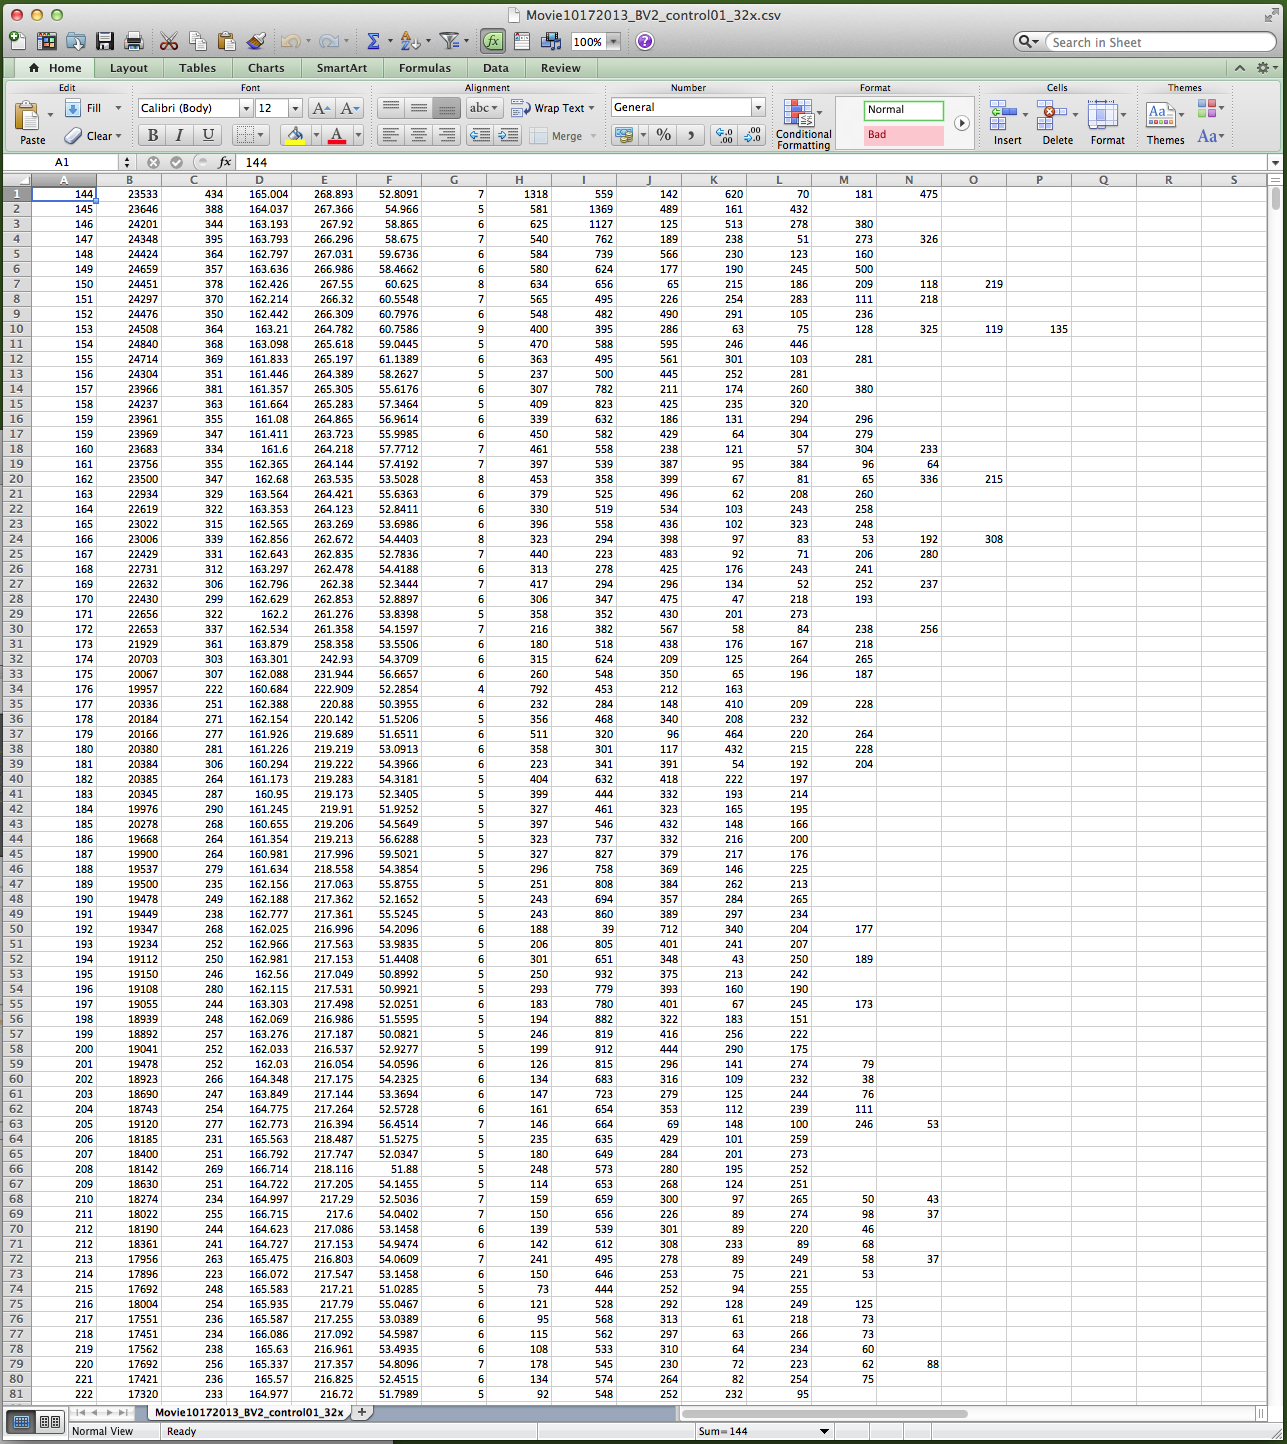 Movie10172013_BV2_control01_32x.csv
100%
Search in Sheet
Home Layout Tables Charts SmartArt Formulas Data Review
Edit Font Alignment Number Format Cells Themes
Paste Fill Clear Calibri (Body) 12 A A abc Wrap Text General Normal
B I U A Merge % Conditional Formatting Bad Insert Delete Format Themes Aa
A1 fx 144
A B C D E F G H I J K L M N O P Q R S
1 144 23533 434 165.004 268.893 52.8091 7 1318 559 142 620 70 181 475
2 145 23646 388 164.037 267.366 54.966 5 581 1369 489 161 432
3 146 24201 344 163.193 267.92 58.865 6 625 1127 125 513 278 380
4 147 24348 395 163.793 266.296 58.675 7 540 762 189 238 51 273 326
5 148 24424 364 162.797 267.031 59.6736 6 584 739 566 230 123 160
6 149 24659 357 163.636 266.986 58.4662 6 580 624 177 190 245 500
7 150 24451 378 162.426 267.55 60.625 8 634 656 65 215 186 209 118 219
8 151 24297 370 162.214 266.32 60.5548 7 565 495 226 254 283 111 218
9 152 24476 350 162.442 266.309 60.7976 6 548 482 490 291 105 236
10 153 24508 364 163.21 264.782 60.7586 9 400 395 286 63 75 128 325 119 135
11 154 24840 368 163.098 265.618 59.0445 5 470 588 595 246 446
12 155 24714 369 161.833 265.197 61.1389 6 363 495 561 301 103 281
13 156 24304 351 161.446 264.389 58.2627 5 237 500 445 252 281
14 157 23966 381 161.357 265.305 55.6176 6 307 782 211 174 260 380
15 158 24237 363 161.664 265.283 57.3464 5 409 823 425 235 320
16 159 23961 355 161.08 264.865 56.9614 6 339 632 186 131 294 296
17 159 23969 347 161.411 263.723 55.9985 6 450 582 429 64 304 279
18 160 23683 334 161.6 264.218 57.7712 7 461 558 238 121 57 304 233
19 161 23756 355 162.365 264.144 57.4192 7 397 539 387 95 384 96 64
20 162 23500 347 162.68 263.535 53.5028 8 453 358 399 67 81 65 336 215
21 163 22934 329 163.564 264.421 55.6363 6 379 525 496 62 208 260
22 164 22619 322 163.353 264.123 52.8411 6 330 519 534 103 243 258
23 165 23022 315 162.565 263.269 53.6986 6 396 558 436 102 323 248
24 166 23006 339 162.856 262.672 54.4403 8 323 294 398 97 83 53 192 308
25 167 22429 331 162.643 262.835 52.7836 7 440 223 483 92 71 206 280
26 168 22731 312 163.297 262.478 54.4188 6 313 278 425 176 243 241
27 169 22632 306 162.796 262.38 52.3444 7 417 294 296 134 52 252 237
28 170 22430 299 162.629 262.853 52.8897 6 306 347 475 47 218 193
29 171 22656 322 162.2 261.276 53.8398 5 358 352 430 201 273
30 172 22653 337 162.534 261.358 54.1597 7 216 382 567 58 84 238 256
31 173 21929 361 163.879 258.358 53.5506 6 180 518 438 176 167 218
32 174 20703 303 163.301 242.93 54.3709 6 315 624 209 125 264 265
33 175 20067 307 162.088 231.944 56.6657 6 260 548 350 65 196 187
34 176 19957 222 160.684 222.909 52.2854 4 792 453 212 163
35 177 20336 251 162.388 220.88 50.3955 6 232 284 148 410 209 228
36 178 20184 271 162.154 220.142 51.5206 5 356 468 340 208 232
37 179 20166 277 161.926 219.689 51.6511 6 511 320 96 464 220 264
38 180 20380 281 161.226 219.219 53.0913 6 358 301 117 432 215 228
39 181 20384 306 160.294 219.222 54.3966 6 223 341 391 54 192 204
40 182 20385 264 161.173 219.283 54.3181 5 404 632 418 222 197
41 183 20345 287 160.95 219.173 52.3405 5 399 444 332 193 214
42 184 19976 290 161.245 219.91 51.9252 5 327 461 323 165 195
43 185 20278 268 160.655 219.206 54.5649 5 397 546 432 148 166
44 186 19668 264 161.354 219.213 56.6288 5 323 737 332 216 200
45 187 19900 264 160.981 217.996 59.5021 5 327 827 379 217 176
46 188 19537 279 161.634 218.558 54.3854 5 296 758 369 146 225
47 189 19500 235 162.156 217.063 55.8755 5 251 808 384 262 213
48 190 19478 249 162.188 217.362 52.1652 5 243 694 357 284 265
49 191 19449 238 162.777 217.361 55.5245 5 243 860 389 297 234
50 192 19347 268 162.025 216.996 54.2096 6 188 39 712 340 204 177
51 193 19234 252 162.966 217.563 53.9835 5 206 805 401 241 207
52 194 19112 250 162.981 217.153 51.4408 6 301 651 348 43 250 189
53 195 19150 246 162.56 217.049 50.8992 5 250 932 375 213 242
54 196 19108 280 162.115 217.531 50.9921 5 293 779 393 160 190
55 197 19055 244 163.303 217.498 52.0251 6 183 780 401 67 245 173
56 198 18939 248 162.069 216.986 51.5595 5 194 882 322 183 151
57 199 18892 257 163.276 217.187 50.0821 5 246 819 416 256 222
58 200 19041 252 162.033 216.537 52.9277 5 199 912 444 290 175
59 201 19478 252 162.03 216.054 54.0596 6 126 815 296 141 274 79
60 202 18923 266 164.348 217.175 54.2325 6 134 683 316 109 232 38
61 203 18690 247 163.849 217.144 53.3694 6 147 723 279 125 244 76
62 204 18743 254 164.775 217.264 52.5728 6 161 654 353 112 239 111
63 205 19120 277 162.773 216.394 56.4514 7 146 664 69 148 100 246 53
64 206 18185 231 165.563 218.487 51.5275 5 235 635 429 101 259
65 207 18400 251 166.792 217.747 52.0347 5 180 649 284 201 273
66 208 18142 269 166.714 218.116 51.88 5 248 573 280 195 252
67 209 18630 251 164.722 217.205 54.1455 5 114 653 268 124 251
68 210 18274 234 164.997 217.29 52.5036 7 159 659 300 97 265 50 43
69 211 18022 255 166.715 217.6 54.0402 7 150 656 226 89 274 98 37
70 212 18190 244 164.623 217.086 53.1458 6 139 539 301 89 220 46
71 212 18361 241 164.727 217.153 54.9474 6 142 612 308 233 89 68
72 213 17956 263 165.475 216.803 54.0609 7 241 495 278 89 249 58 37
73 214 17896 223 166.072 217.547 53.1458 6 150 646 253 75 221 53
74 215 17692 248 165.583 217.21 51.0285 5 73 444 252 94 255
75 216 18004 254 165.935 217.79 55.0467 6 121 528 292 128 249 125
76 217 17551 236 165.587 217.255 53.0389 6 95 568 313 61 218 73
77 218 17451 234 166.086 217.092 54.5987 6 115 562 297 63 266 73
78 219 17562 238 165.63 216.961 53.4935 6 108 533 310 64 234 60
79 220 17692 256 165.337 217.357 54.8096 7 178 545 230 72 223 62 88
80 221 17421 236 165.57 216.825 52.4515 6 134 574 264 82 254 75
81 222 17320 233 164.977 216.72 51.7989 5 92 548 252 232 95
Movie10172013_BV2_control01_32x
Normal View Ready Sum=144